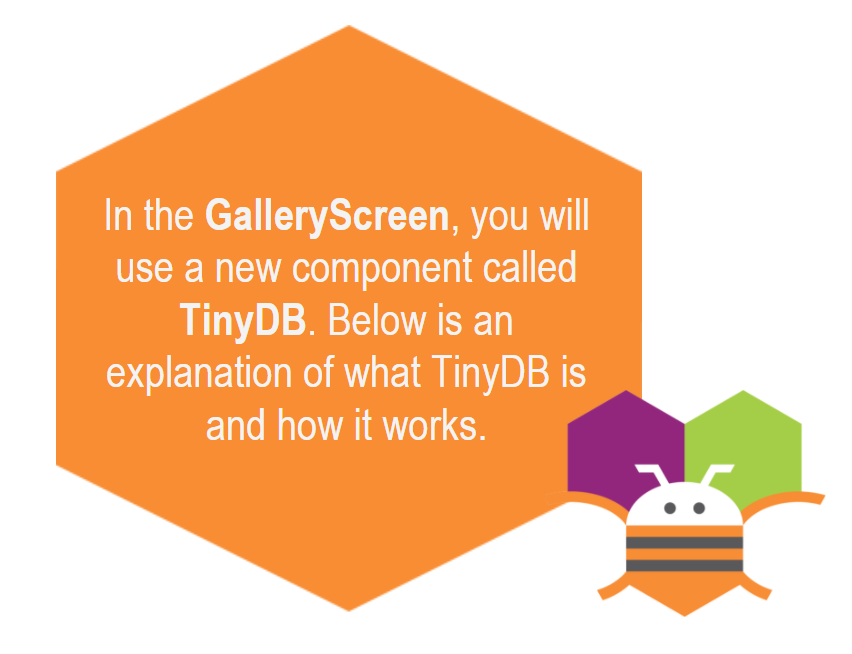 In the GalleryScreen, you will
use a new component called
TinyDB. Below is an
explanation of what TinyDB is
and how it works.